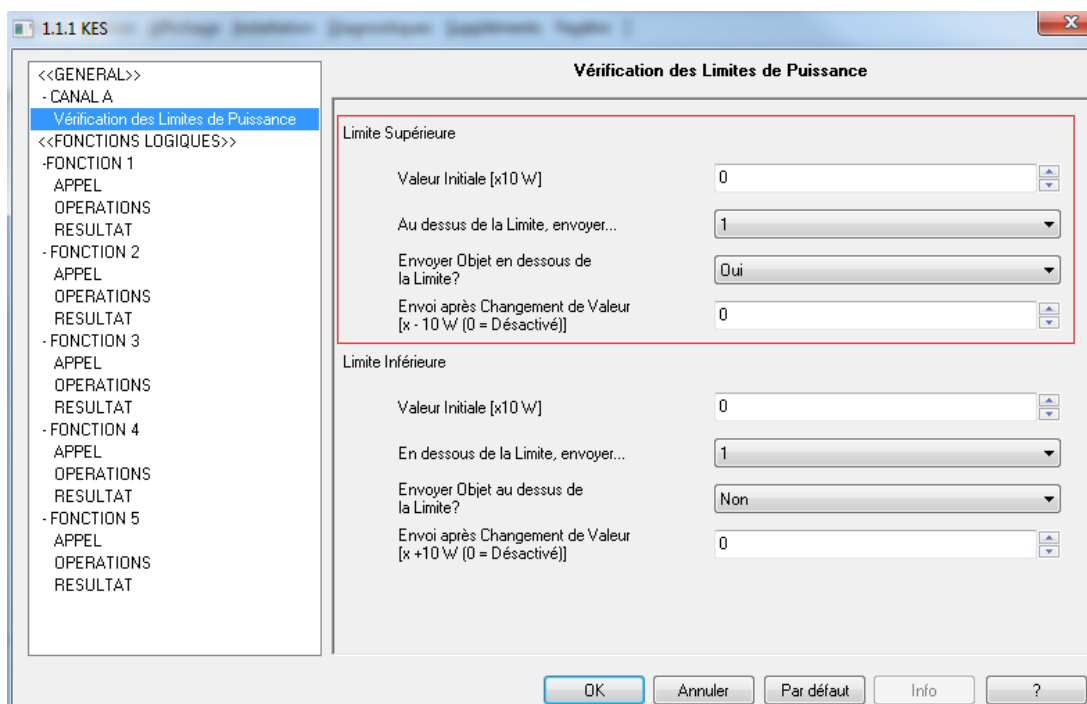 1.1.1 KES
<<GENERAL>>
- CANAL A
Vérification des Limites de Puissance
<<FONCTIONS LOGIQUES>>
-FONCTION 1
APPEL
OPERATIONS
RESULTAT
- FONCTION 2
APPEL
OPERATIONS
RESULTAT
- FONCTION 3
APPEL
OPERATIONS
RESULTAT
- FONCTION 4
APPEL
OPERATIONS
RESULTAT
- FONCTION 5
APPEL
OPERATIONS
RESULTAT
Vérification des Limites de Puissance
Limite Supérieure
Valeur Initiale [x10 W]
0
Au dessus de la Limite, envoyer...
1
Envoyer Objet en dessous de
la Limite?
Oui
Envoi après Changement de Valeur
[x - 10 W (0 = Désactivé)]
0
Limite Inférieure
Valeur Initiale [x10 W]
0
En dessous de la Limite, envoyer...
1
Envoyer Objet au dessus de
la Limite?
Non
Envoi après Changement de Valeur
[x +10 W (0 = Désactivé)]
0
OK
Annuler
Par défaut
Info
?